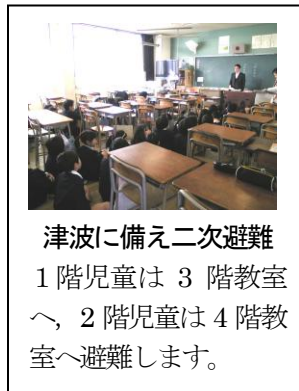 津波に備え二次避難
１階児童は 3 階教室
へ，２階児童は４階教
室へ避難します。